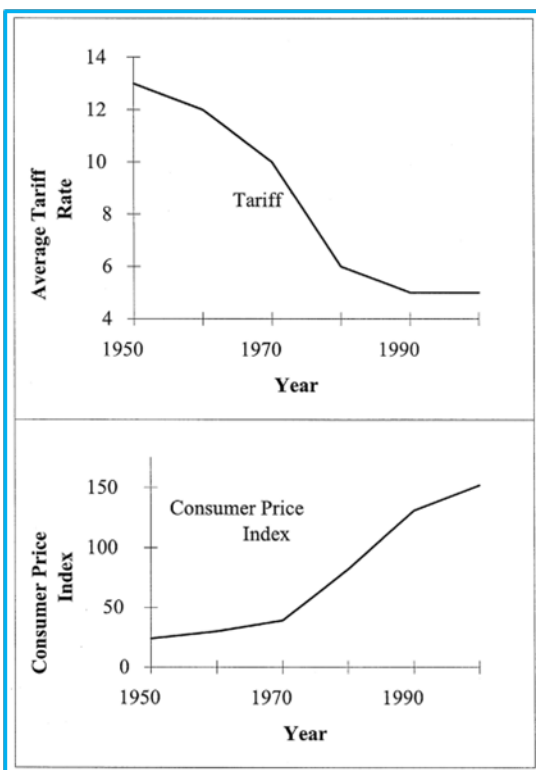 14
12
10
8
6
4
Average Tariff
Rate
Tariff
1950
1970
1990
Year
150
100
50
0
Consumer Price
Index
Consumer Price
Index
1950
1970
1990
Year